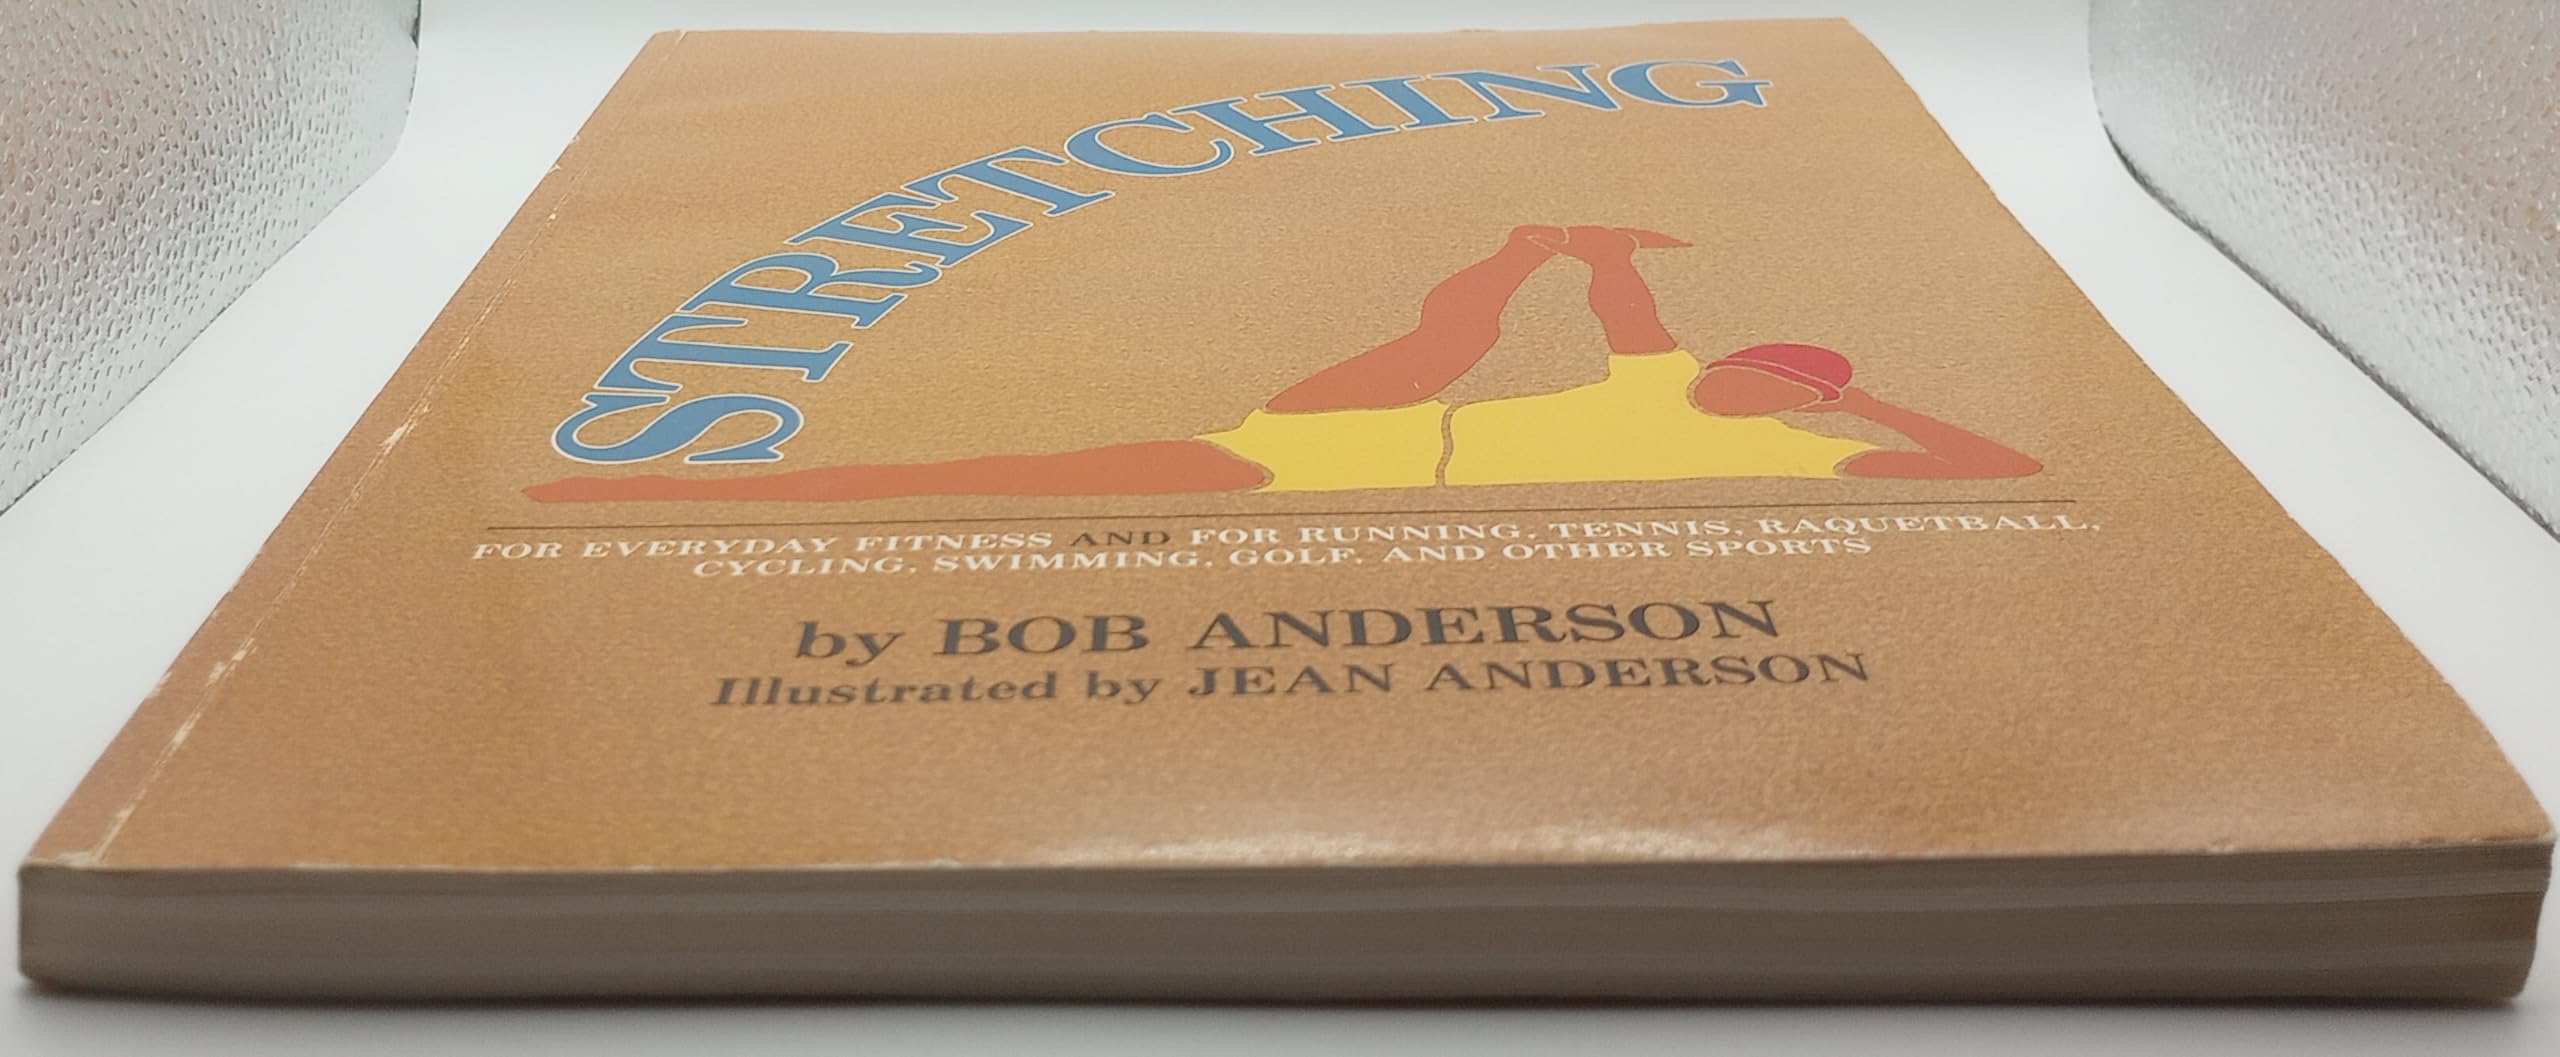 STRETCHING
FOR EVERYDAY FITNESS AND FOR RUNNING, TENNIS, RAQUETBALL,
CYCLING, SWIMMING, GOLF, AND OTHER SPORTS
by BOB ANDERSON
Illustrated by JEAN ANDERSON